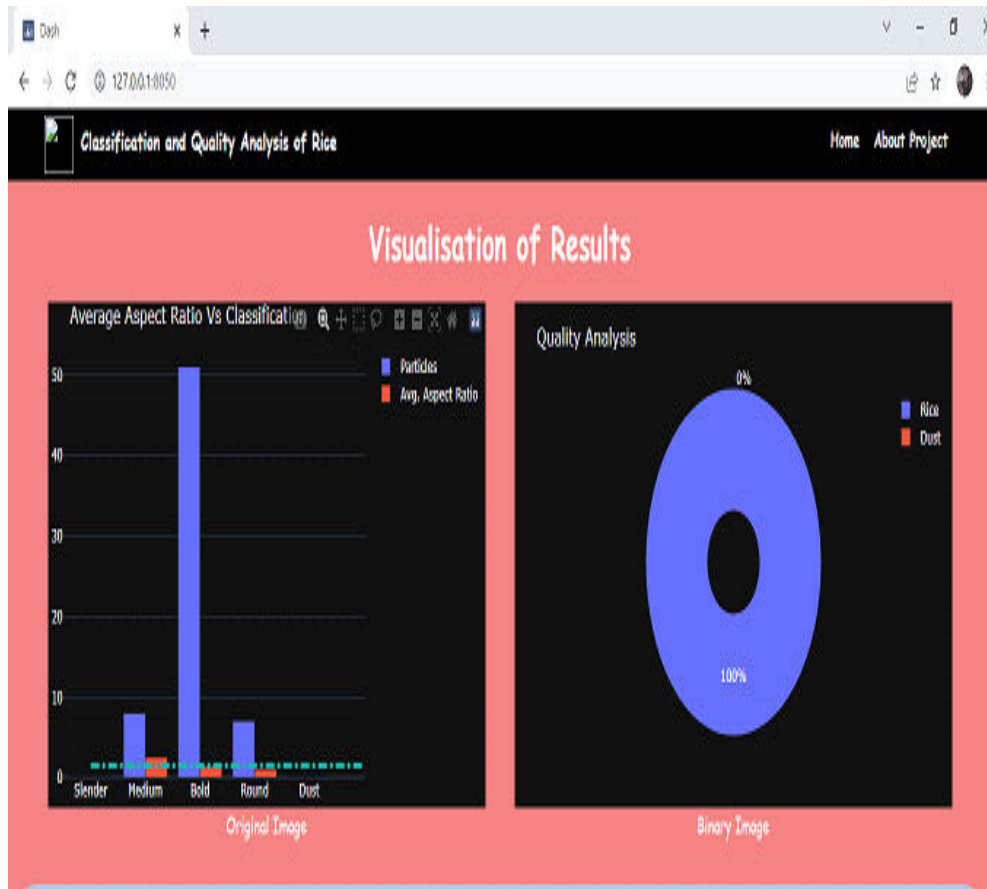 Dash
127.0.0.1:8050
Classification and Quality Analysis of Rice
Home About Project
Visualisation of Results
Average Aspect Ratio Vs Classification
Particles
Avg. Aspect Ratio
50
40
30
20
10
0
Slender Medium Bold Round Dust
Original Image
Quality Analysis
0%
100%
Rice
Dust
Binary Image